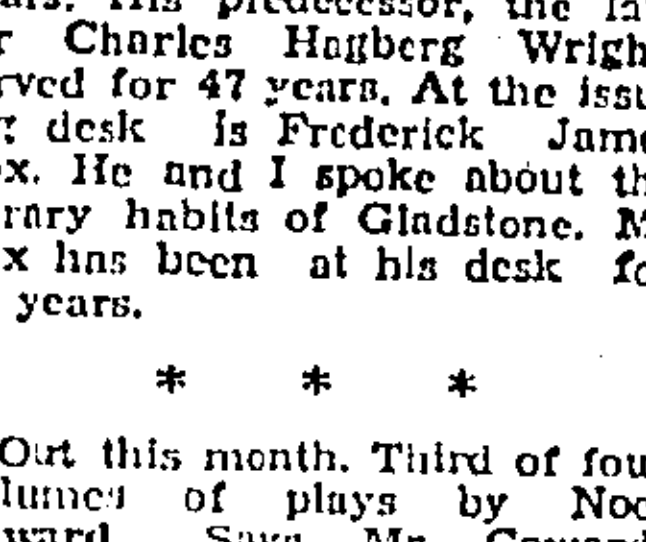 His predecessor, the
Charles Hagberg Wrigh
rved for 47 years. At the issu
desk is Frederick Jame
x. He and I spoke about th
rary habits of Gladstone. M
x has been at his desk fo
years.
* * *
Out this month. Third of fou
lumes of plays by Noe
ward. Says Mr. Coward